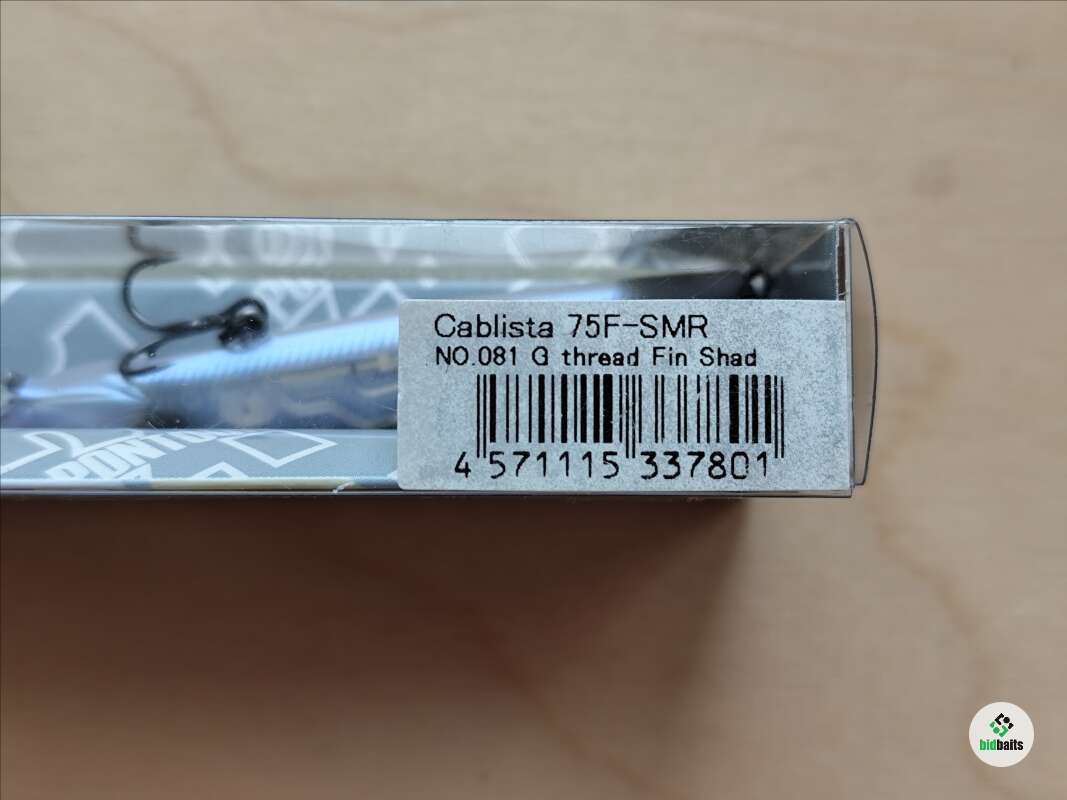 Cablista 75F-SMR
NO.081 G thread Fin Shad
4 571115 337801
bidbaits